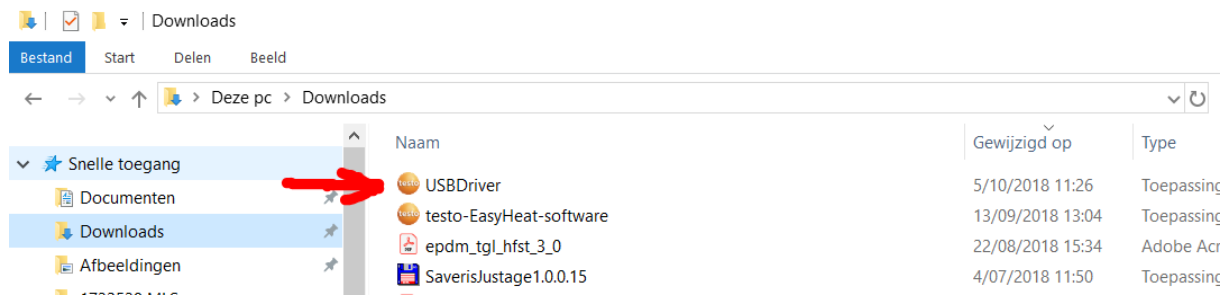 Downloads
Bestand Start Delen Beeld
Deze pc > Downloads
Naam Gewijzigd op Type
Snelle toegang
testo USBDriver 5/10/2018 11:26 Toepassing
Documenten
testo testo-EasyHeat-software 13/09/2018 13:04 Toepassing
Downloads
epdm_tgl_hfst_3_0 22/08/2018 15:34 Adobe Acr
Afbeeldingen
SaverisJustage1.0.0.15 4/07/2018 11:50 Toepassing